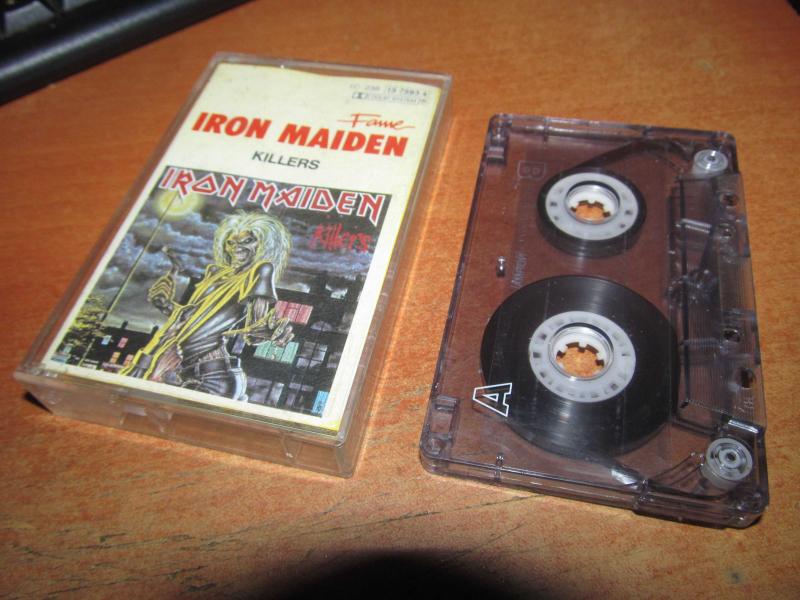 Fame
IRON MAIDEN
KILLERS
IRON MAIDEN
Killers
A
B